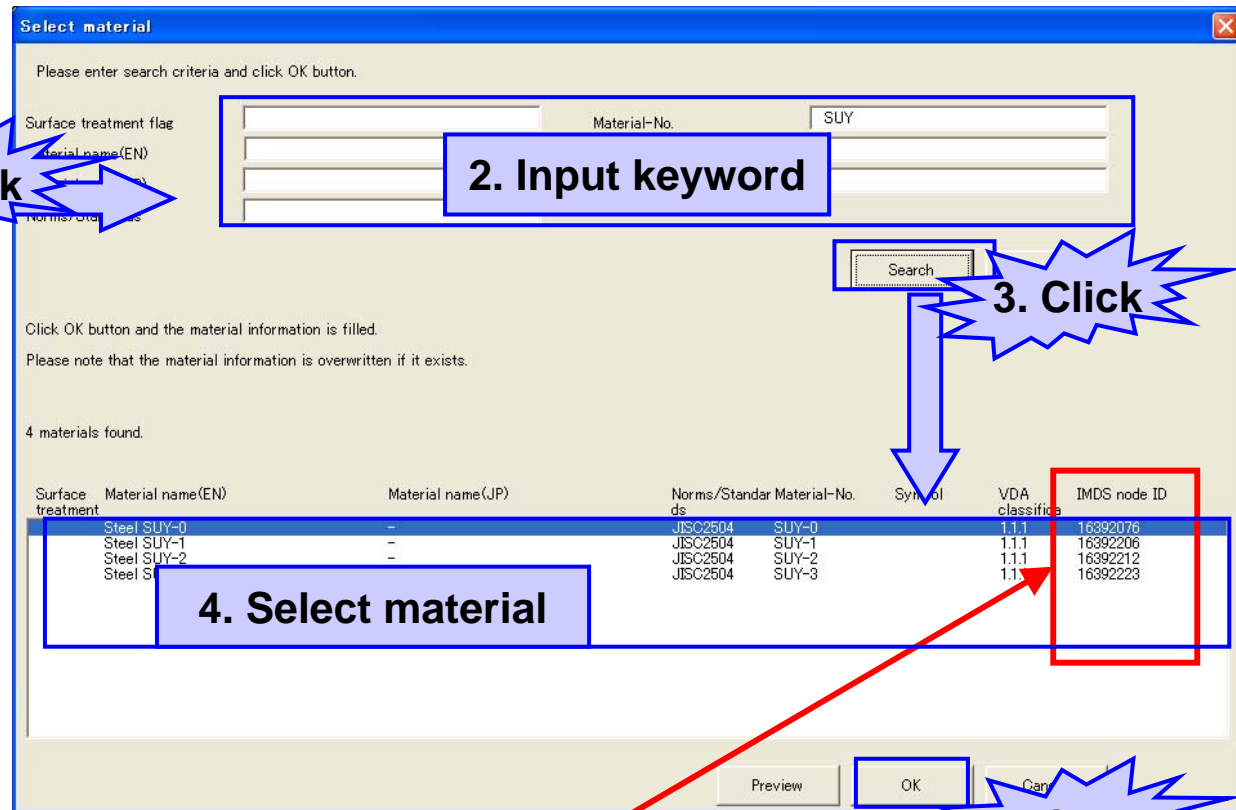 Select material
Please enter search criteria and click OK button.
Surface treatment flag
Material-No.
SUY
2. Input keyword
Search
3. Click
Click OK button and the material information is filled.
Please note that the material information is overwritten if it exists.
4 materials found.
Surface treatment Material name(EN) Material name(JP) Norms/Standards Material-No. VDA classifica IMDS node ID
Steel SUY-0 - JISC2504 SUY-0 1.1.1 16392076
Steel SUY-1 - JISC2504 SUY-1 1.1.1 16392206
Steel SUY-2 - JISC2504 SUY-2 1.1.1 16392212
Steel JISC2504 SUY-3 16392223
4. Select material
Preview
OK